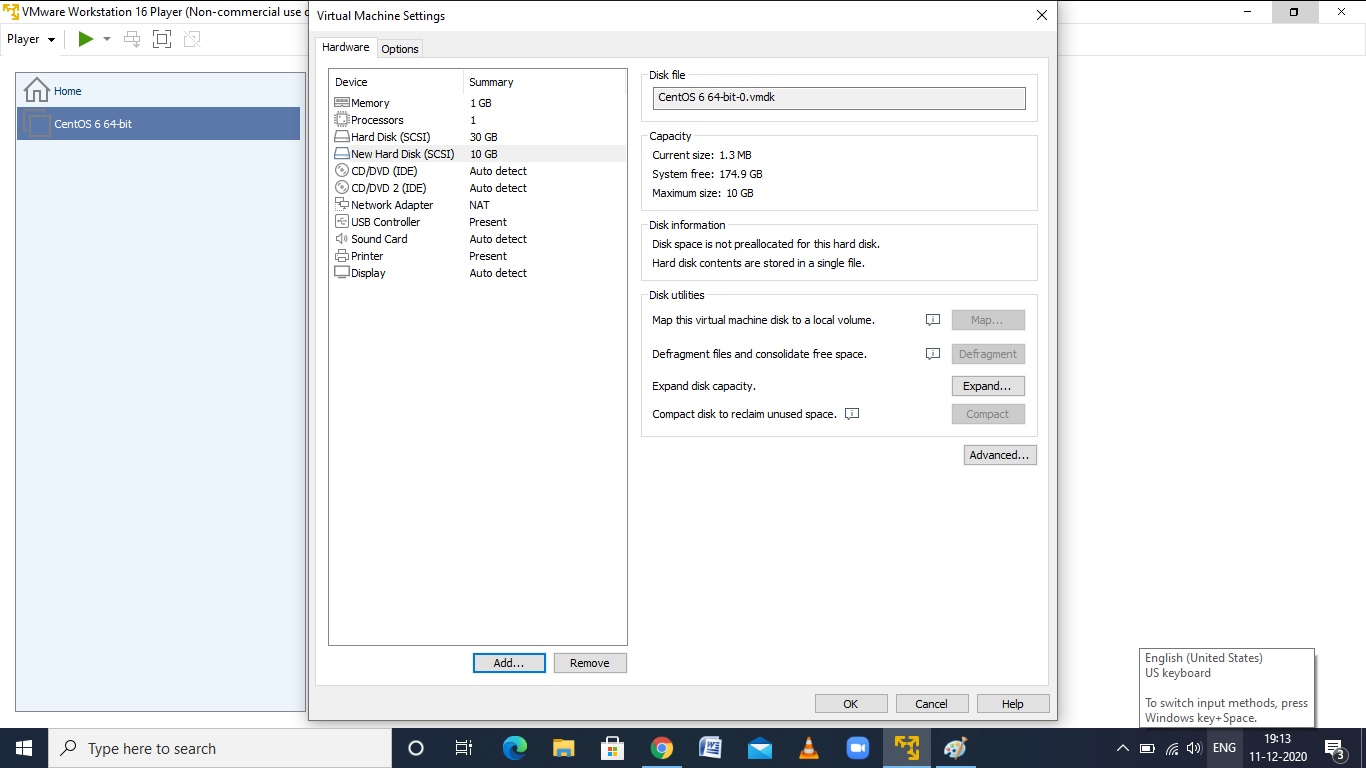 VMware Workstation 16 Player (Non-commercial use
Virtual Machine Settings
Player
Hardware
Options
Home
CentOS 6 64-bit
Device Summary
Memory 1 GB
Processors 1
Hard Disk (SCSI) 30 GB
New Hard Disk (SCSI) 10 GB
CD/DVD (IDE) Auto detect
CD/DVD 2 (IDE) Auto detect
Network Adapter NAT
USB Controller Present
Sound Card Auto detect
Printer Present
Display Auto detect
Add... Remove
Disk file
CentOS 6 64-bit-0.vmdk
Capacity
Current size: 1.3 MB
System free: 174.9 GB
Maximum size: 10 GB
Disk information
Disk space is not preallocated for this hard disk.
Hard disk contents are stored in a single file.
Disk utilities
Map this virtual machine disk to a local volume. Map...
Defragment files and consolidate free space. Defragment
Expand disk capacity. Expand...
Compact disk to reclaim unused space. Compact
Advanced...
OK Cancel Help
English (United States)
US keyboard
To switch input methods, press
Windows key+Space.
Type here to search
W
ENG
19:13
11-12-2020
3